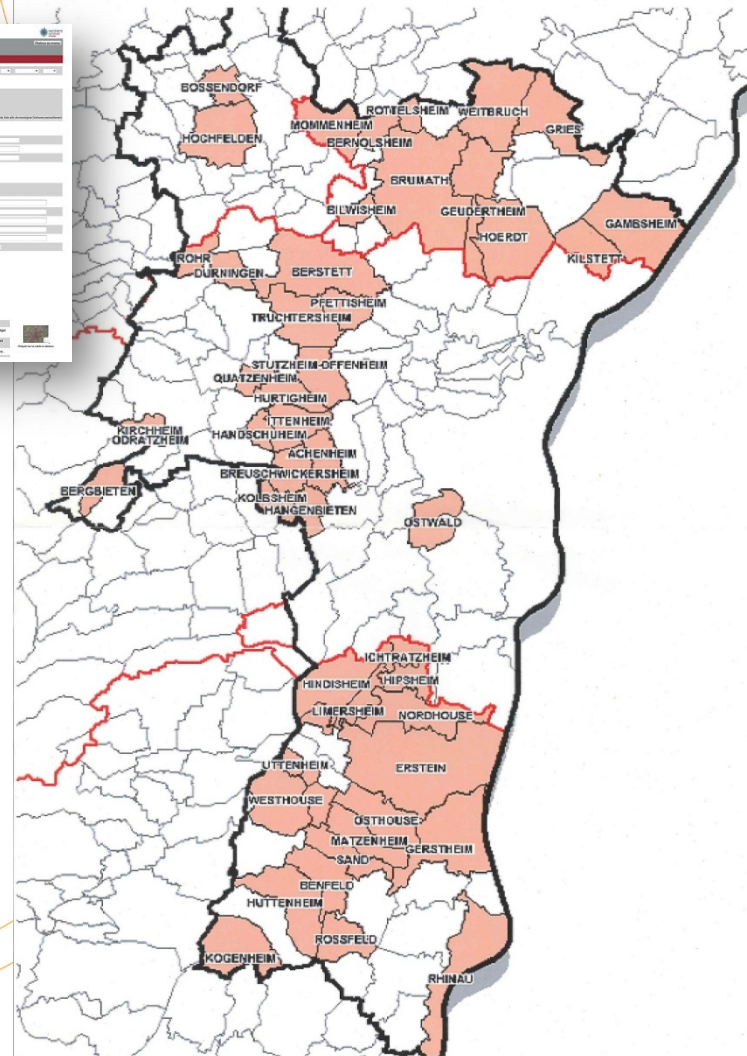 BOSSENDORF
HOCHFELDEN
MOMMENHEIM
ROTTELSHEIM
WEITBRUCH
BERNOLSHEIM
GRIES
BRUMATH
BILWISHEIM
GEUDERTHEIM
HOERDT
GAMBSHEIM
KILSTETT
ROHR
DURNINGEN
BERSTETT
PFETTISHEIM
TRUCHTERSHEIM
STUTZHEIM-OFFENHEIM
QUATZENHEIM
HURTIGHEIM
ITTENHEIM
HANDSCHUHEIM
KIRCHHEIM
ODRATZHEIM
ACHENHEIM
BREUSCHWICKERSHEIM
BERGBIETEN
KOLBSHEIM
HANGENBIETEN
OSTWALD
ICHTRATZHEIM
HIPSHEIM
HINDISHEIM
LIMERSHEIM
NORDHOUSE
UTTENHEIM
ERSTEIN
WESTHOUSE
OSTHOUSE
MATZENHEIM
GERSTHEIM
SAND
BENFELD
HUTTENHEIM
ROSSFELD
KOGENHEIM
RHINAU